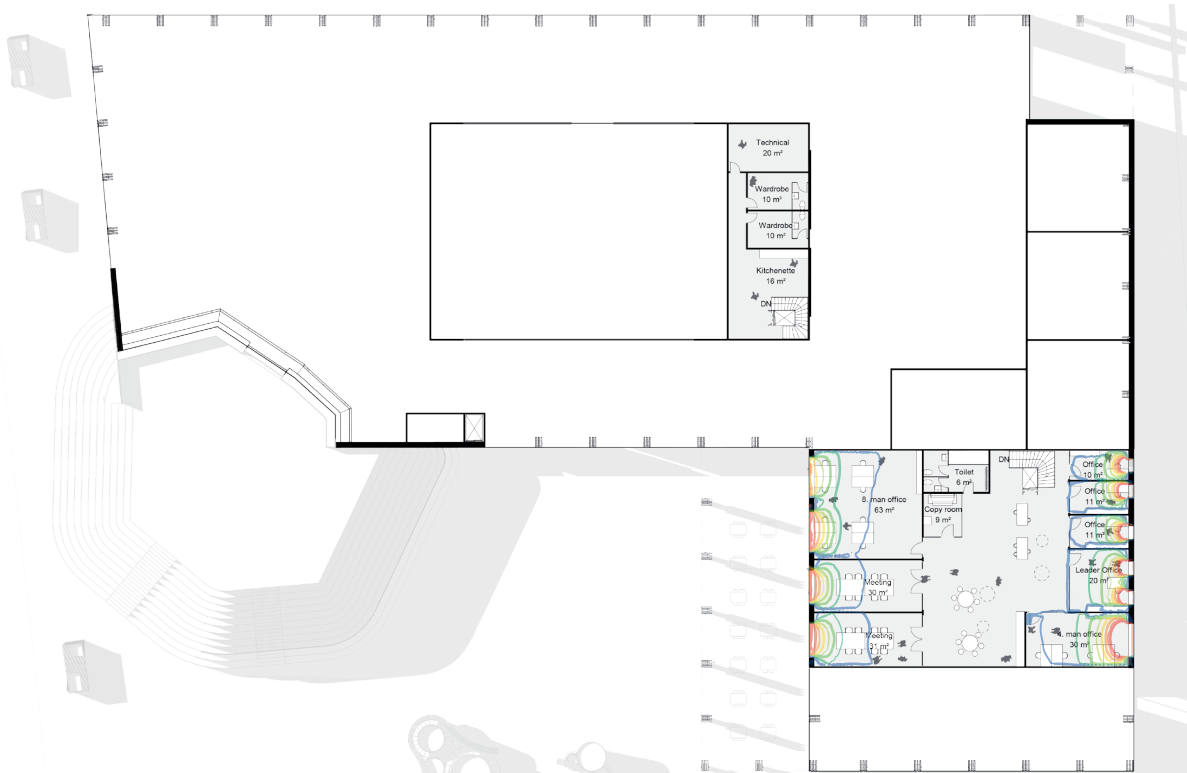 Technical
20 m²
Wardrobe
10 m²
Wardrobe
10 m²
Kitchenette
16 m²
DN
8. man office
63 m²
Toilet
6 m²
DN
Copy room
9 m²
Office
10 m²
Office
11 m²
Office
11 m²
Leader Office
20 m²
Meeting
30 m²
Meeting
31 m²
4. man office
30 m²